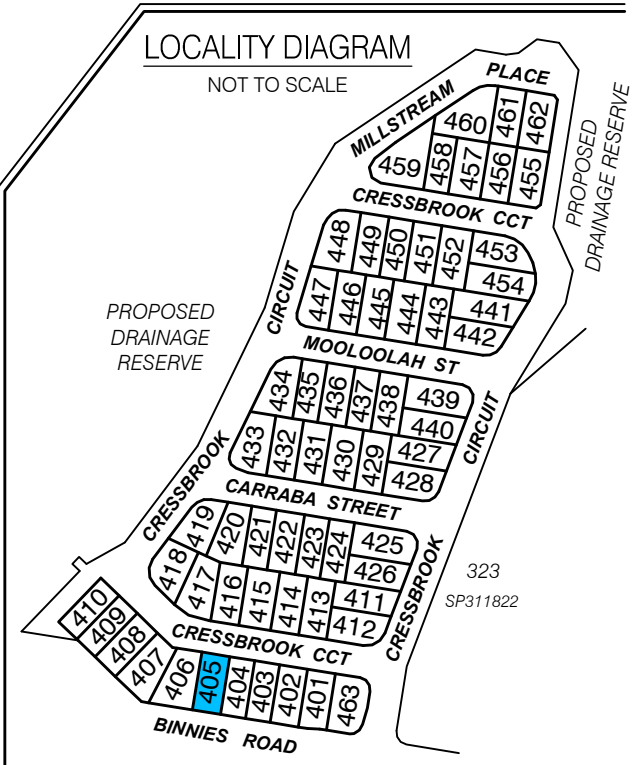 LOCALITY DIAGRAM
NOT TO SCALE
MILLSTREAM PLACE
460 461 462
459 458 457 456 455
PROPOSED
DRAINAGE RESERVE
CRESSBROOK CCT
448 449 450 451 452 453
454
447 446 445 444 443 441
442
CIRCUIT
PROPOSED
DRAINAGE
RESERVE
MOOLOOLAH ST
434 435 436 437 438 439
440
433 432 431 430 429 427
428
CIRCUIT
CRESSBROOK
CARRABA STREET
419 420 421 422 423 424 425
426
418 417 416 415 414 413 411
412
CRESSBROOK
323
SP311822
CRESSBROOK CCT
410
409
408
407 406 405 404 403 402 401 463
BINNIES ROAD